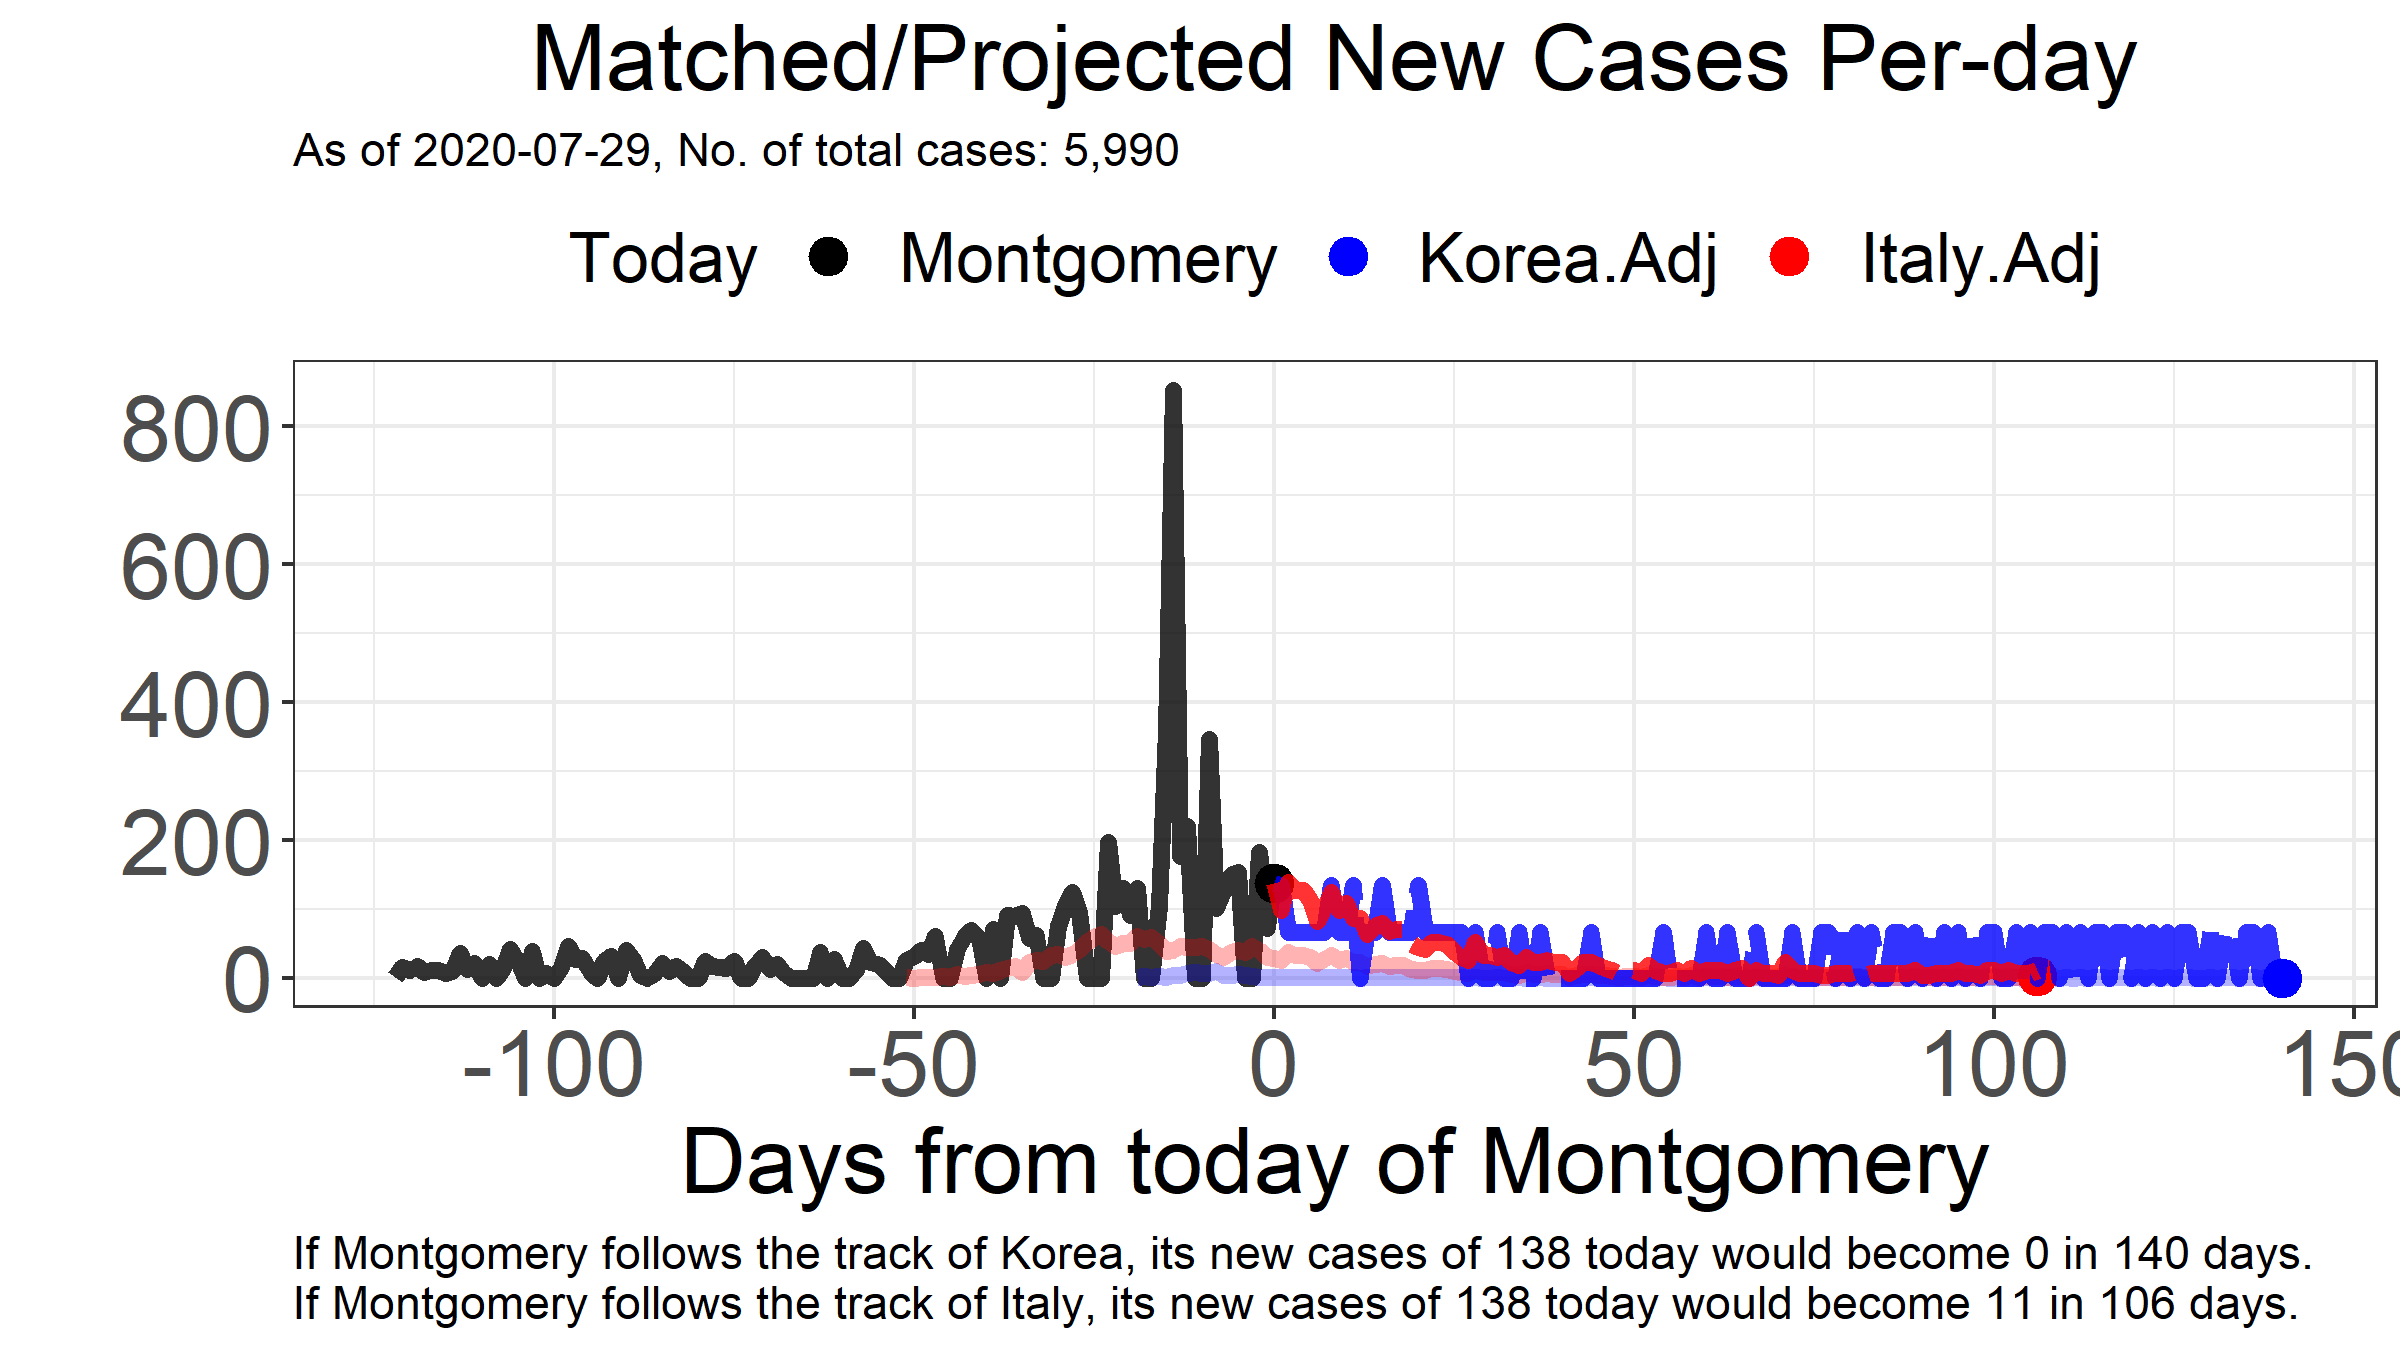 Matched/Projected New Cases Per-day
As of 2020-07-29, No. of total cases: 5,990
Today Montgomery Korea.Adj Italy.Adj
800
600
400
200
0
-100 -50 0 50 100 150
Days from today of Montgomery
If Montgomery follows the track of Korea, its new cases of 138 today would become 0 in 140 days.
If Montgomery follows the track of Italy, its new cases of 138 today would become 11 in 106 days.